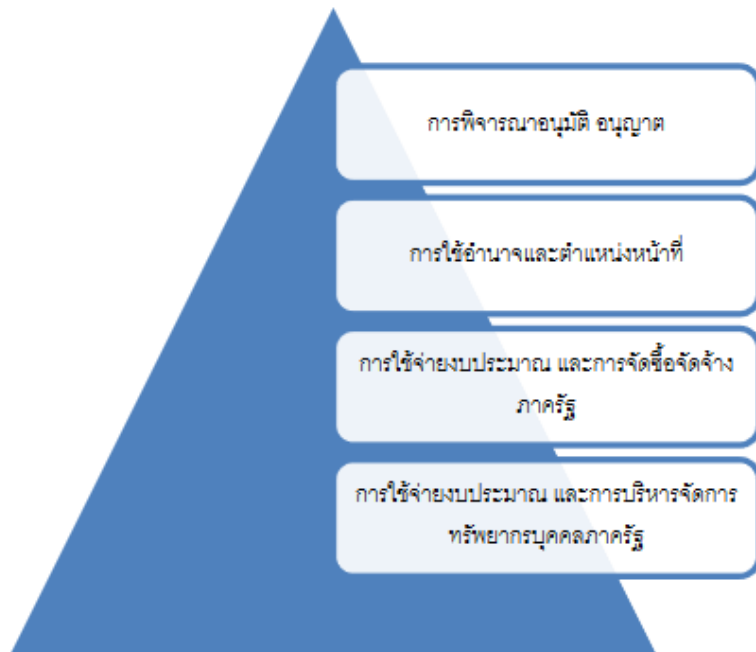 การพิจารณาอนุมัติ อนุญาต
การใช้อำนาจและตำแหน่งหน้าที่
การใช้จ่ายงบประมาณ และการจัดซื้อจัดจ้าง
ภาครัฐ
การใช้จ่ายงบประมาณ และการบริหารจัดการ
ทรัพยากรบุคคลภาครัฐ